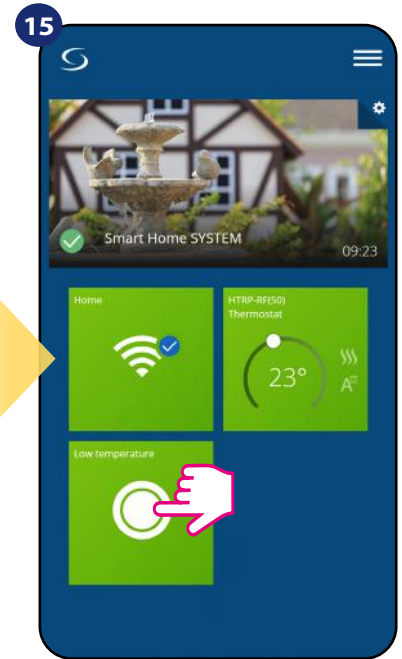 15
Smart Home SYSTEM
09:23
Home
HTRP-RF(50)
Thermostat
23°
A
Low temperature